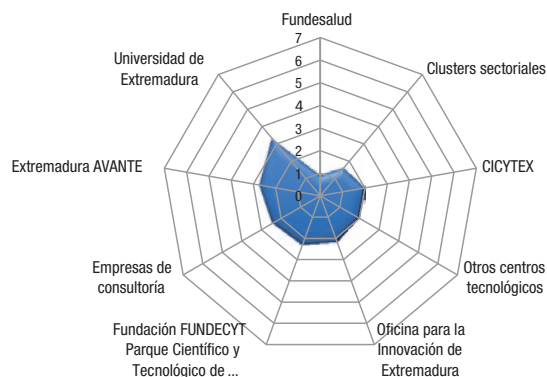 Fundesalud
7
6
5
4
3
2
1
0
Clusters sectoriales
CICYTEX
Otros centros
tecnológicos
Oficina para la
Innovación de
Extremadura
Fundación FUNDECYT
Parque Científico y
Tecnológico de ...
Empresas de
consultoría
Extremadura AVANTE
Universidad de
Extremadura